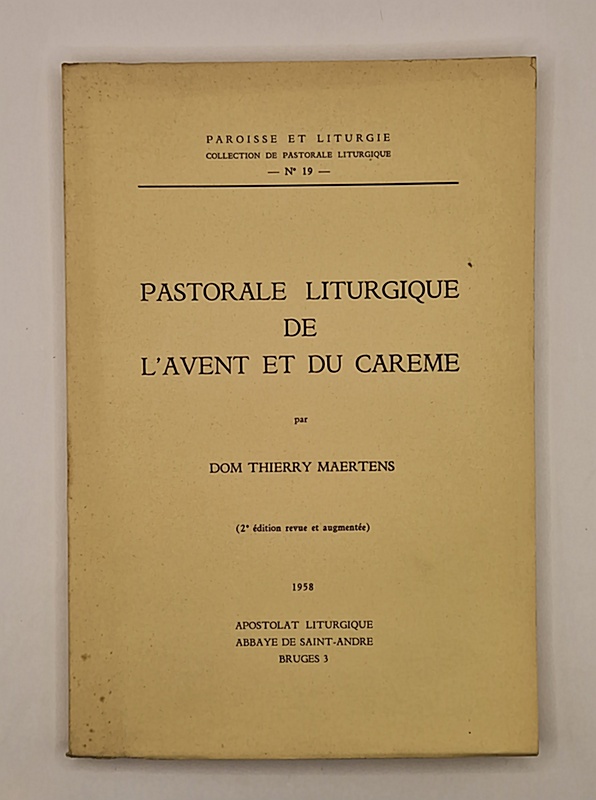 PAROISSE ET LITURGIE
COLLECTION DE PASTORALE LITURGIQUE
— N° 19 —
PASTORALE LITURGIQUE
DE
L'AVENT ET DU CAREME
par
DOM THIERRY MAERTENS
(2e édition revue et augmentée)
1958
APOSTOLAT LITURGIQUE
ABBAYE DE SAINT-ANDRE
BRUGES 3